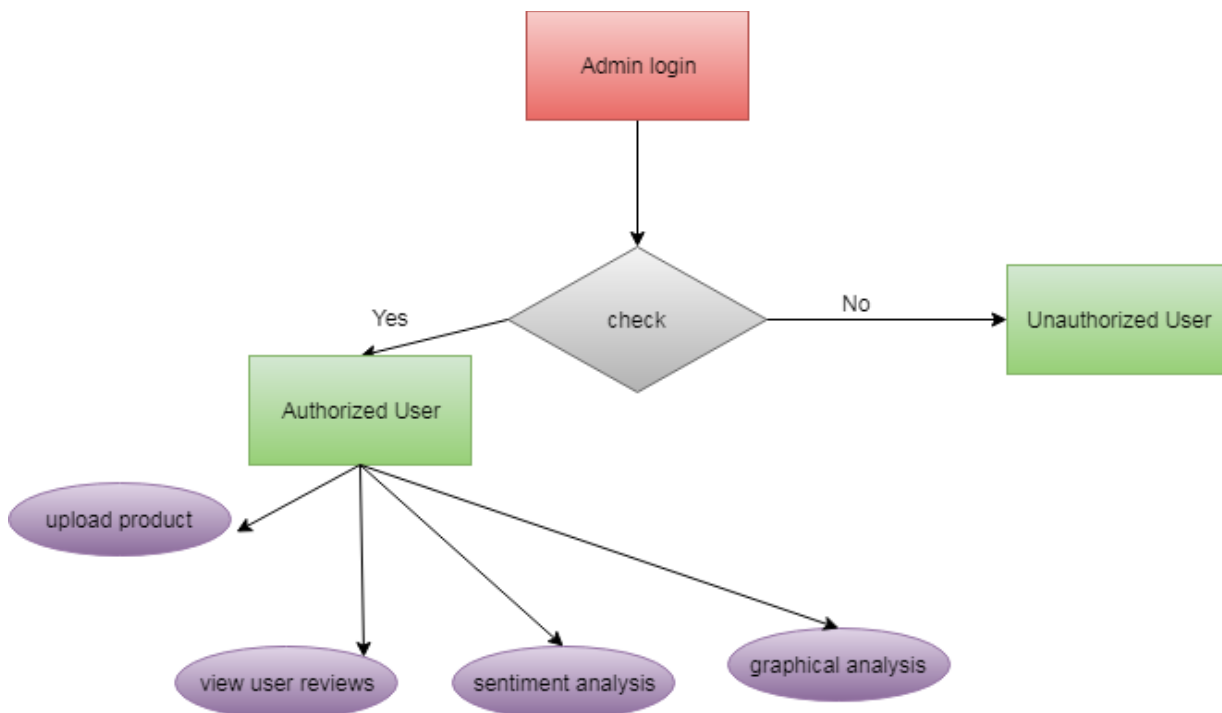 Admin login
check
Yes
No
Unauthorized User
Authorized User
upload product
view user reviews
sentiment analysis
graphical analysis